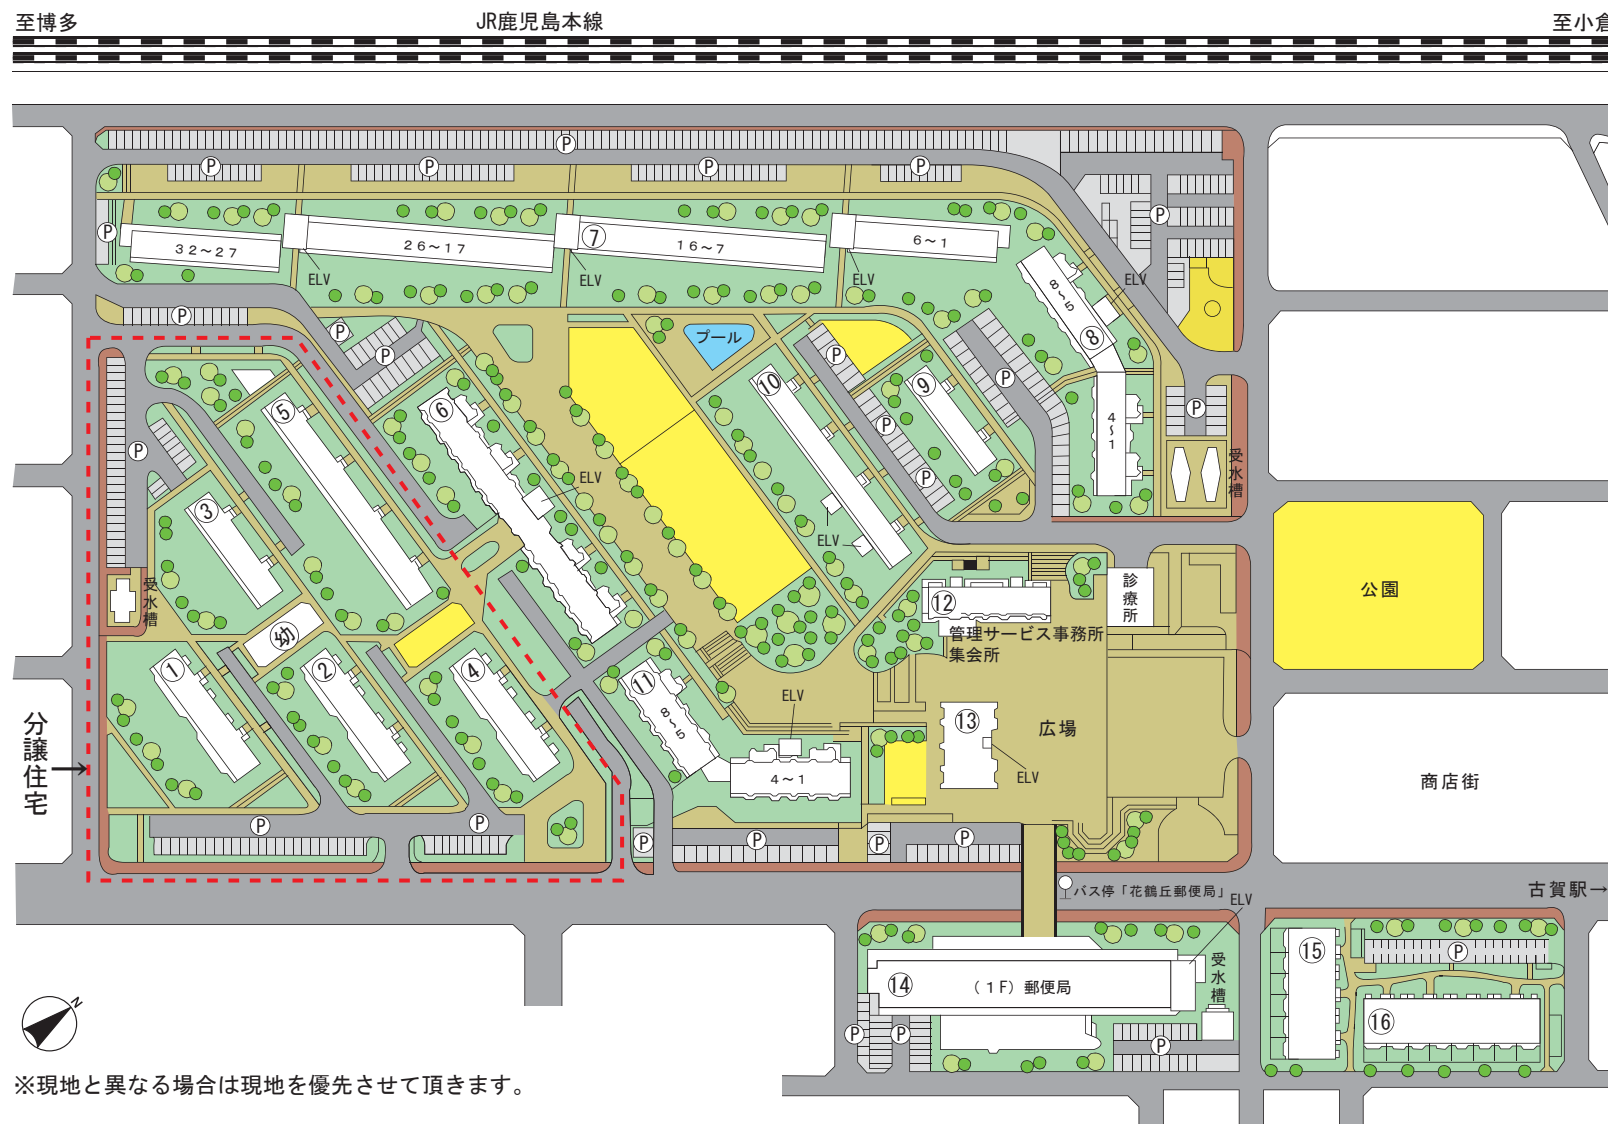 至博多
JR鹿児島本線
至小倉
P
P
P
P
P
P
P
32～27
26～17
⑦
16～7
6～1
ELV
ELV
ELV
ELV
8～5
⑧
P
P
P
プール
P
P
⑩
⑨
P
P
4～1
受水槽
⑤
⑥
P
P
P
ELV
ELV
③
受水槽
幼
公園
診療所
⑫
管理サービス事務所
集会所
①
②
④
⑪
8～5
ELV
4～1
⑬
ELV
広場
分譲住宅→
商店街
P
P
P
P
P
P
バス停「花鶴丘郵便局」
ELV
古賀駅→
⑭
(1F)郵便局
受水槽
⑮
P
⑯
P
P
P
N
※現地と異なる場合は現地を優先させて頂きます。